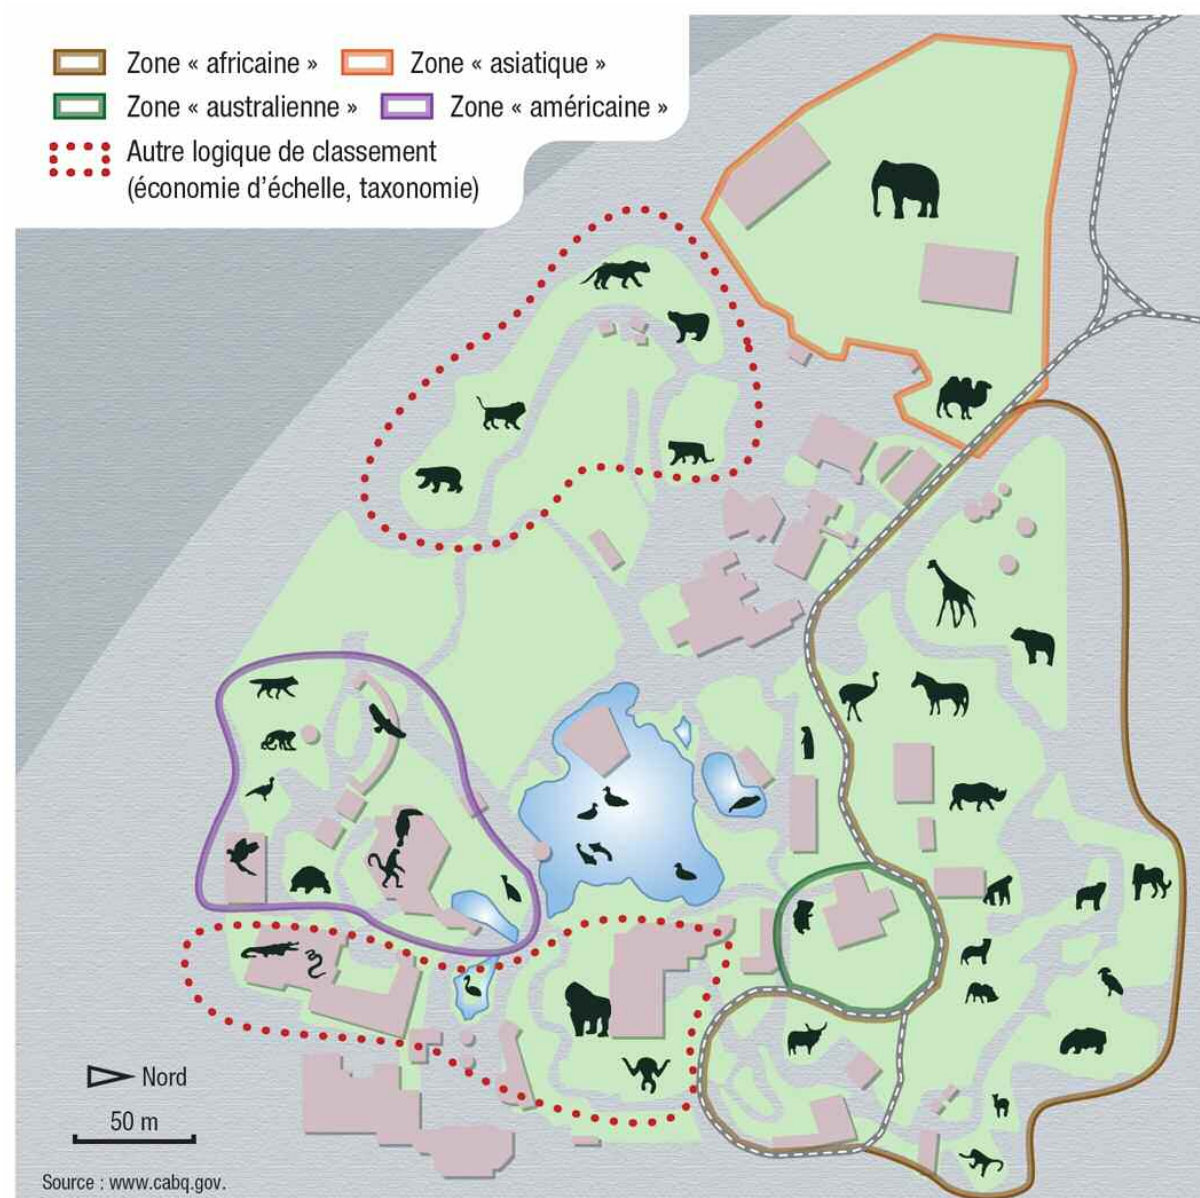 Zone « africaine » Zone « asiatique »
Zone « australienne » Zone « américaine »
Autre logique de classement
(économie d’échelle, taxonomie)
Nord
50 m
Source : www.cabq.gov.